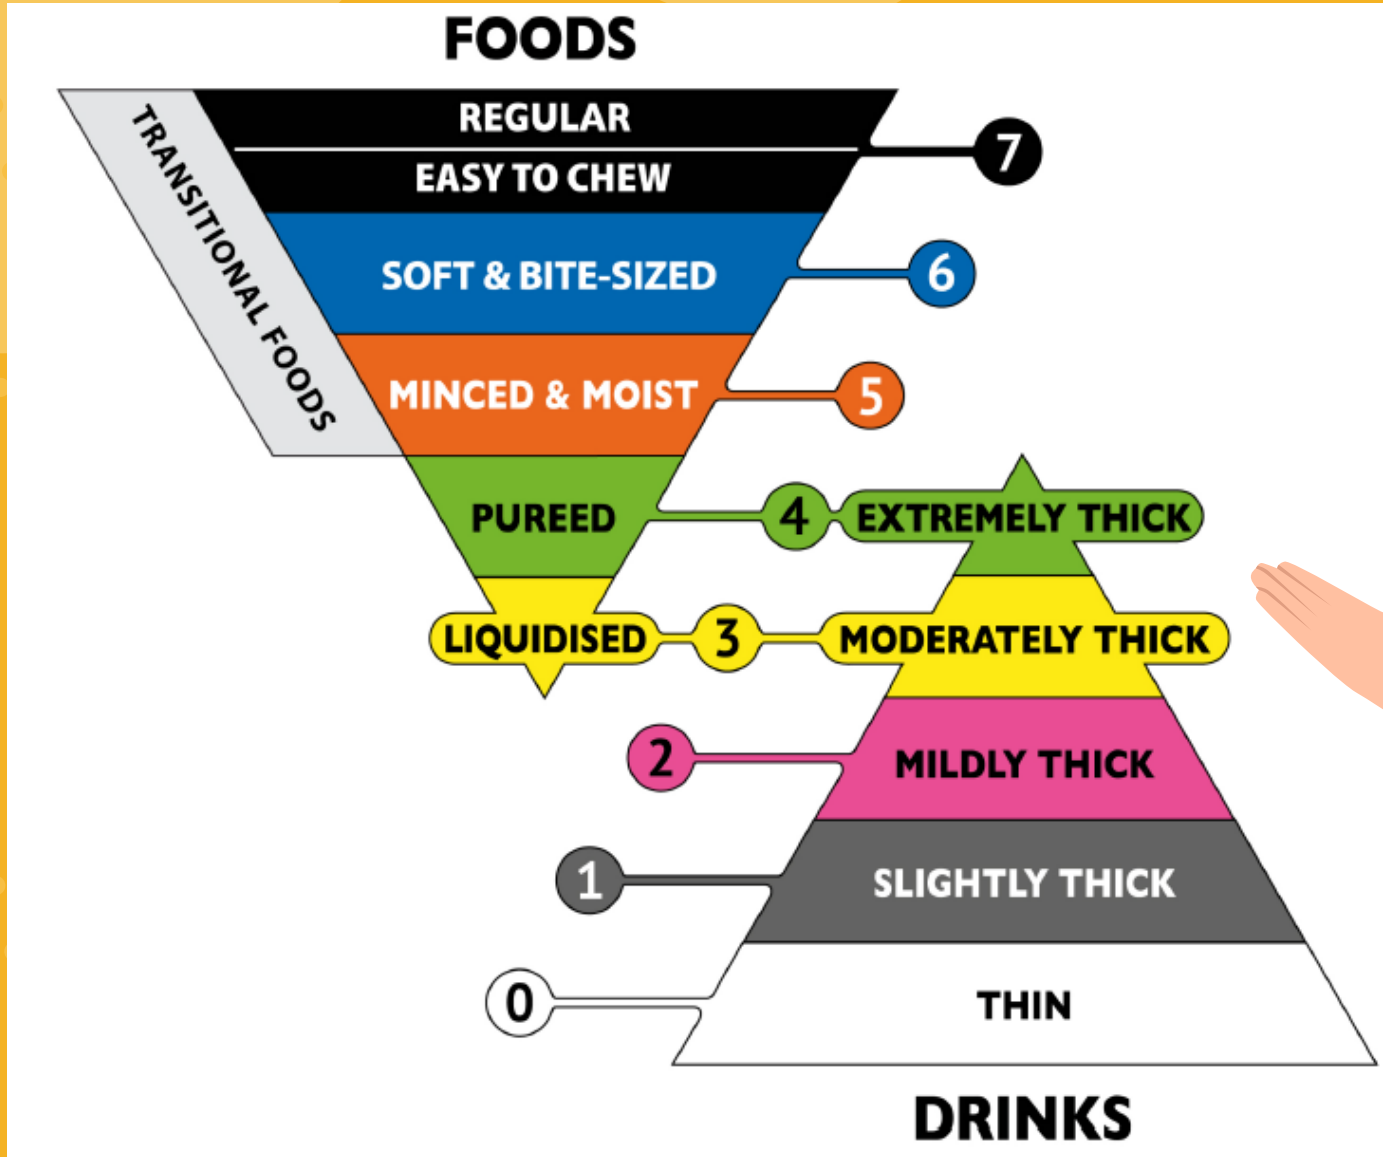 FOODS
TRANSITIONAL FOODS
REGULAR
EASY TO CHEW
7
SOFT & BITE-SIZED
6
MINCED & MOIST
5
PUREED
4
EXTREMELY THICK
LIQUIDISED
3
MODERATELY THICK
2
MILDLY THICK
1
SLIGHTLY THICK
0
THIN
DRINKS